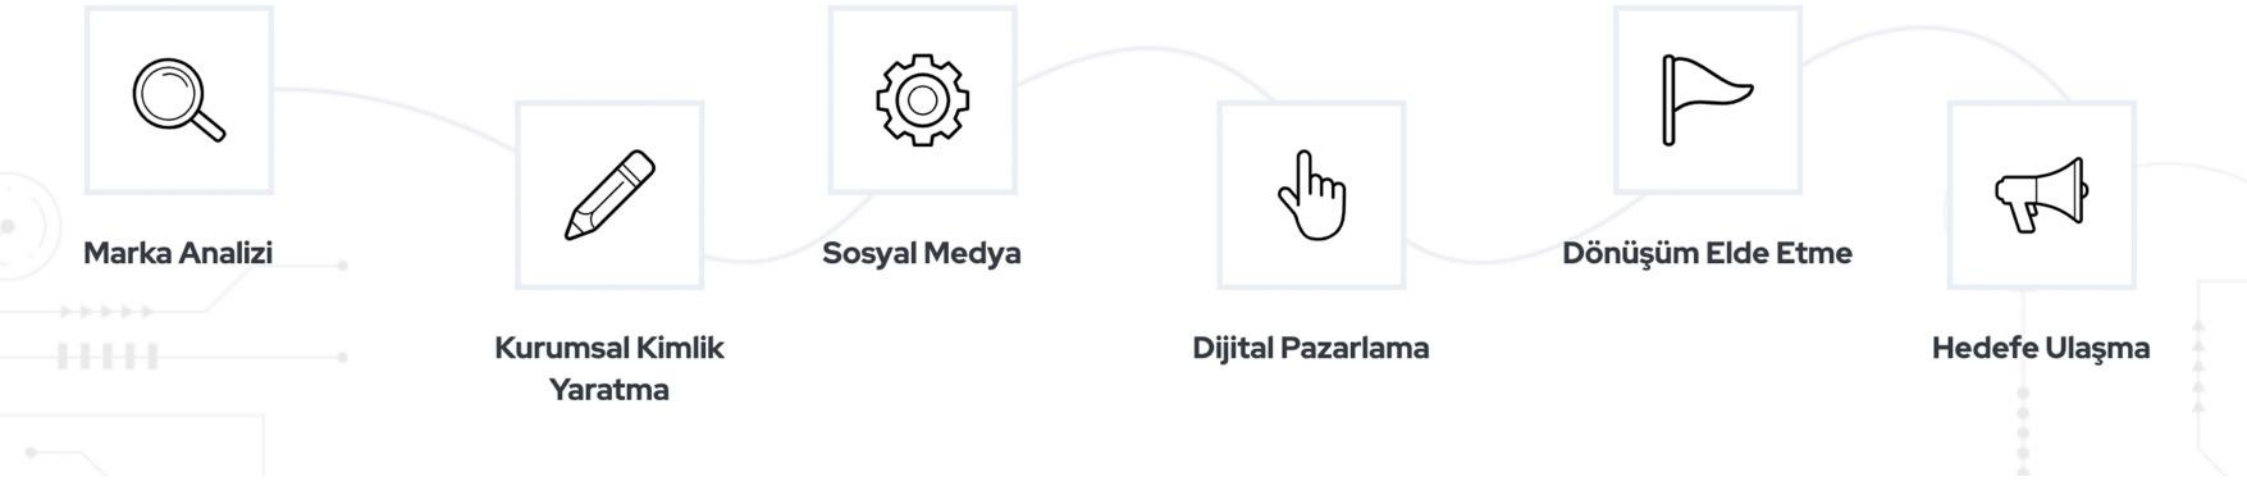 Marka Analizi
Kurumsal Kimlik
Yaratma
Sosyal Medya
Dijital Pazarlama
Dönüşüm Elde Etme
Hedefe Ulaşma